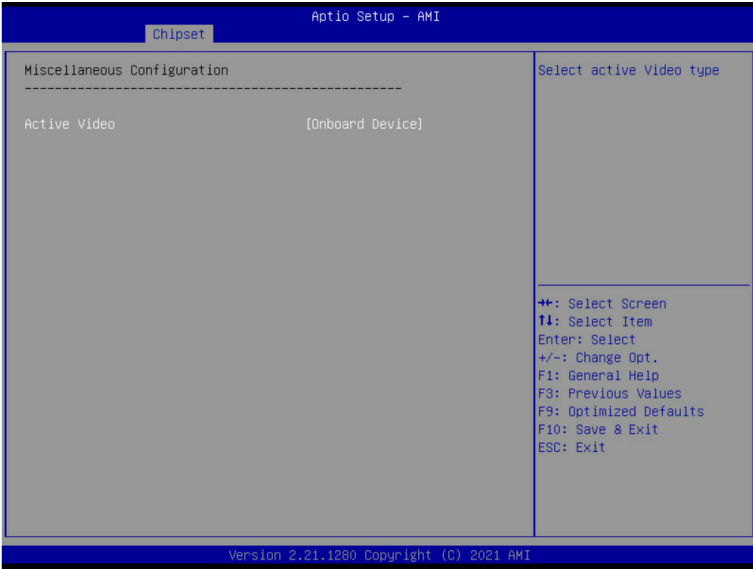 Aptio Setup – AMI
Chipset
Miscellaneous Configuration
--------------------------------------------------
Active Video [Onboard Device]
Select active Video type
→←: Select Screen
↑↓: Select Item
Enter: Select
+/-: Change Opt.
F1: General Help
F3: Previous Values
F9: Optimized Defaults
F10: Save & Exit
ESC: Exit
Version 2.21.1280 Copyright (C) 2021 AMI